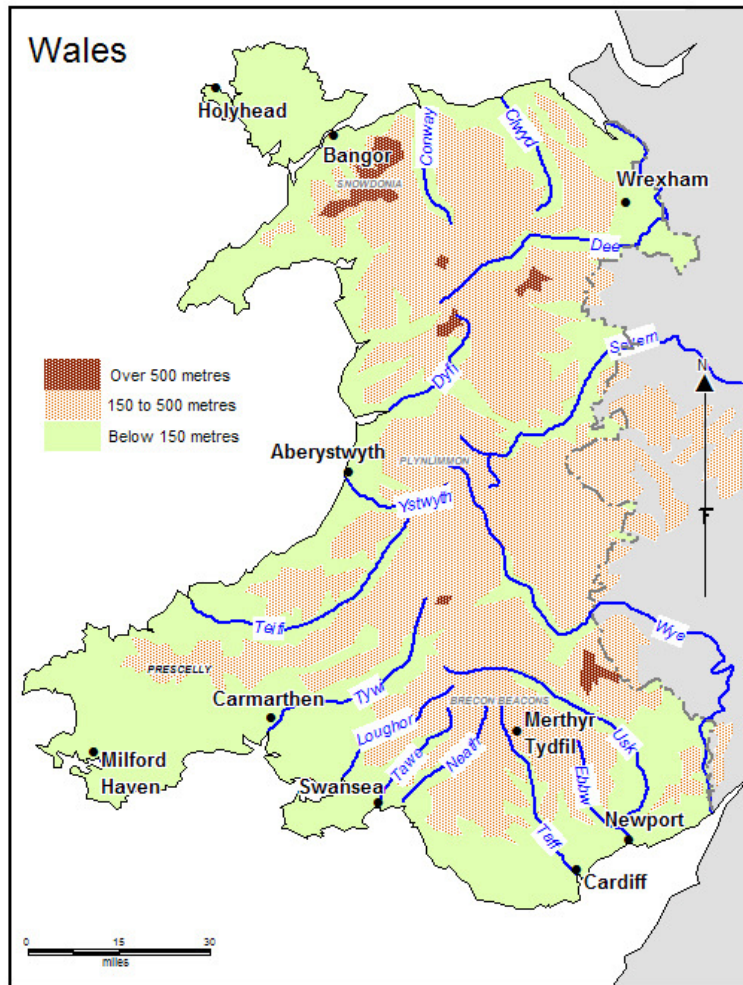 Wales
Holyhead
Bangor
SNOWDONIA
Conway
Clwyd
Wrexham
Dee
Severn
N
Dyfi
Over 500 metres
150 to 500 metres
Below 150 metres
Aberystwyth
PLYNLIMMON
Ystwyth
Teifi
Wye
PRESCELLY
Tywi
BRECON BEACONS
Carmarthen
Loughor
Merthyr
Tydfil
Usk
Milford
Haven
Tawe
Neath
Ebbw
Swansea
Newport
Taff
Cardiff
0 15 30
miles